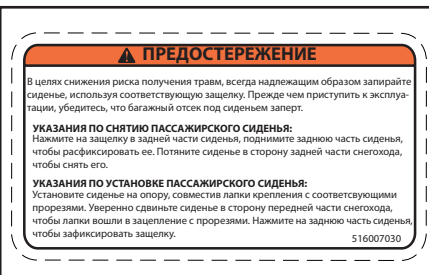 ПРЕДОСТЕРЕЖЕНИЕ
В целях снижения риска получения травм, всегда надлежащим образом запирайте
сиденье, используя соответствующую защелку. Прежде чем приступить к эксплуа-
тации, убедитесь, что багажный отсек под сиденьем заперт.
УКАЗАНИЯ ПО СНЯТИЮ ПАССАЖИРСКОГО СИДЕНЬЯ:
Нажмите на защелку в задней части сиденья, поднимите заднюю часть сиденья,
чтобы расфиксировать ее. Потяните сиденье в сторону задней части снегохода,
чтобы снять его.
УКАЗАНИЯ ПО УСТАНОВКЕ ПАССАЖИРСКОГО СИДЕНЬЯ:
Установите сиденье на опору, совместив лапки крепления с соответсвующими
прорезями. Уверенно сдвиньте сиденье в сторону передней части снегохода,
чтобы лапки вошли в зацепление с прорезями. Нажмите на заднюю часть сиденья,
чтобы зафиксировать защелку.
516007030